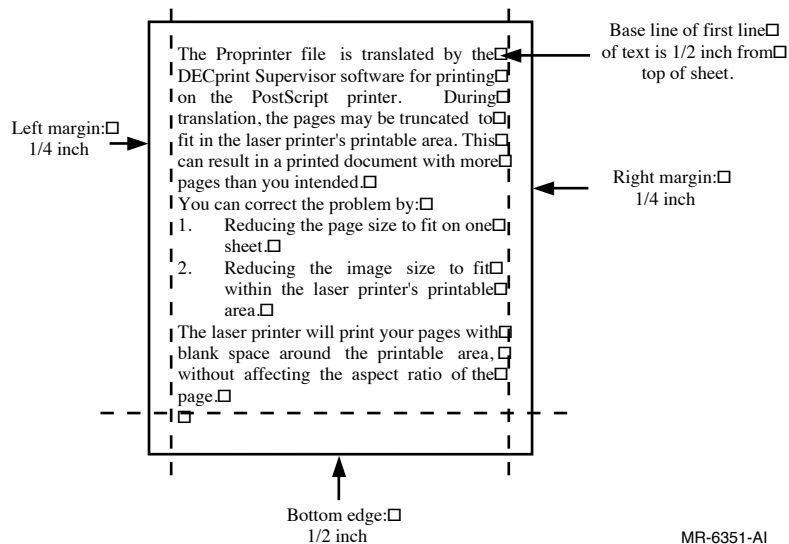 Base line of first line□
of text is 1/2 inch from□
top of sheet.
The Proprinter file is translated by the□
DECprint Supervisor software for printing□
on the PostScript printer. During□
translation, the pages may be truncated to□
fit in the laser printer's printable area. This□
can result in a printed document with more□
pages than you intended.□
You can correct the problem by:□
1. Reducing the page size to fit on one□
sheet.□
2. Reducing the image size to fit□
within the laser printer's printable□
area.□
The laser printer will print your pages with□
blank space around the printable area, □
without affecting the aspect ratio of the□
page.□
□
Left margin:□
1/4 inch
Right margin:□
1/4 inch
Bottom edge:□
1/2 inch
MR-6351-AI